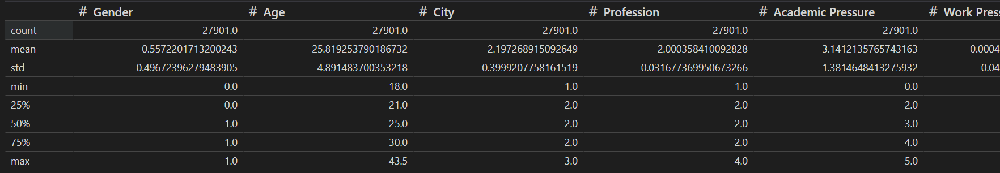 # Gender # Age # City # Profession # Academic Pressure # Work Press
count 27901.0 27901.0 27901.0 27901.0 27901.0
mean 0.5572201713200243 25.819253790186732 2.197268915092649 2.000358410092828 3.1412135765743163 0.0004
std 0.49672396279483905 4.891483700353218 0.3999207758161519 0.031677369950673266 1.3814648413275932 0.04
min 0.0 18.0 1.0 1.0 0.0
25% 0.0 21.0 2.0 2.0 2.0
50% 1.0 25.0 2.0 2.0 3.0
75% 1.0 30.0 2.0 2.0 4.0
max 1.0 43.5 3.0 4.0 5.0